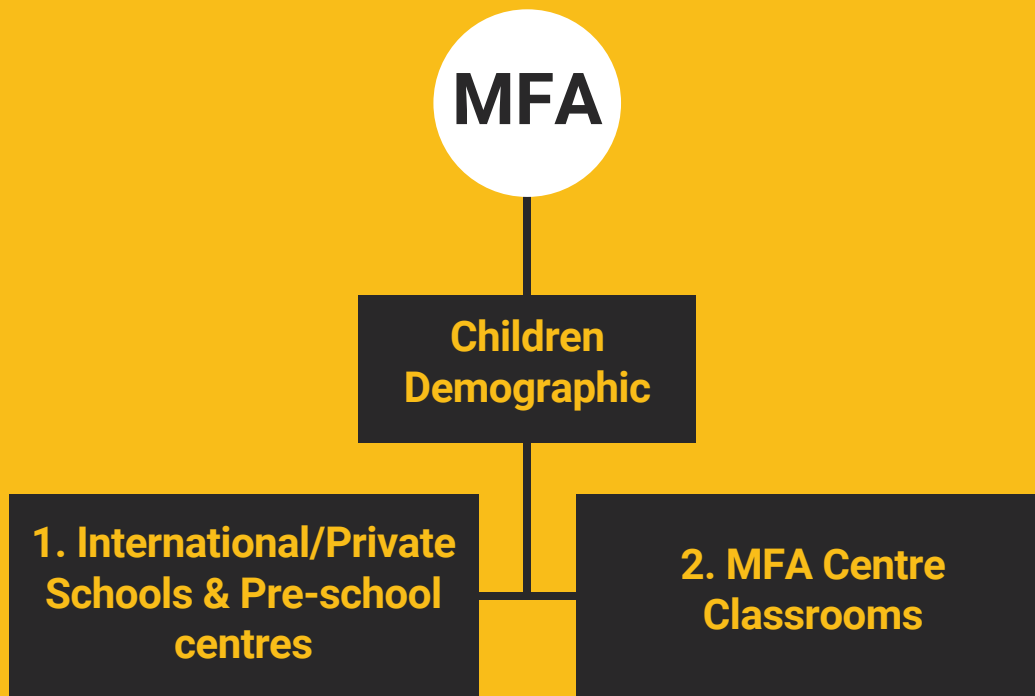 MFA
Children
Demographic
1. International/Private
Schools & Pre-school
centres
2. MFA Centre
Classrooms